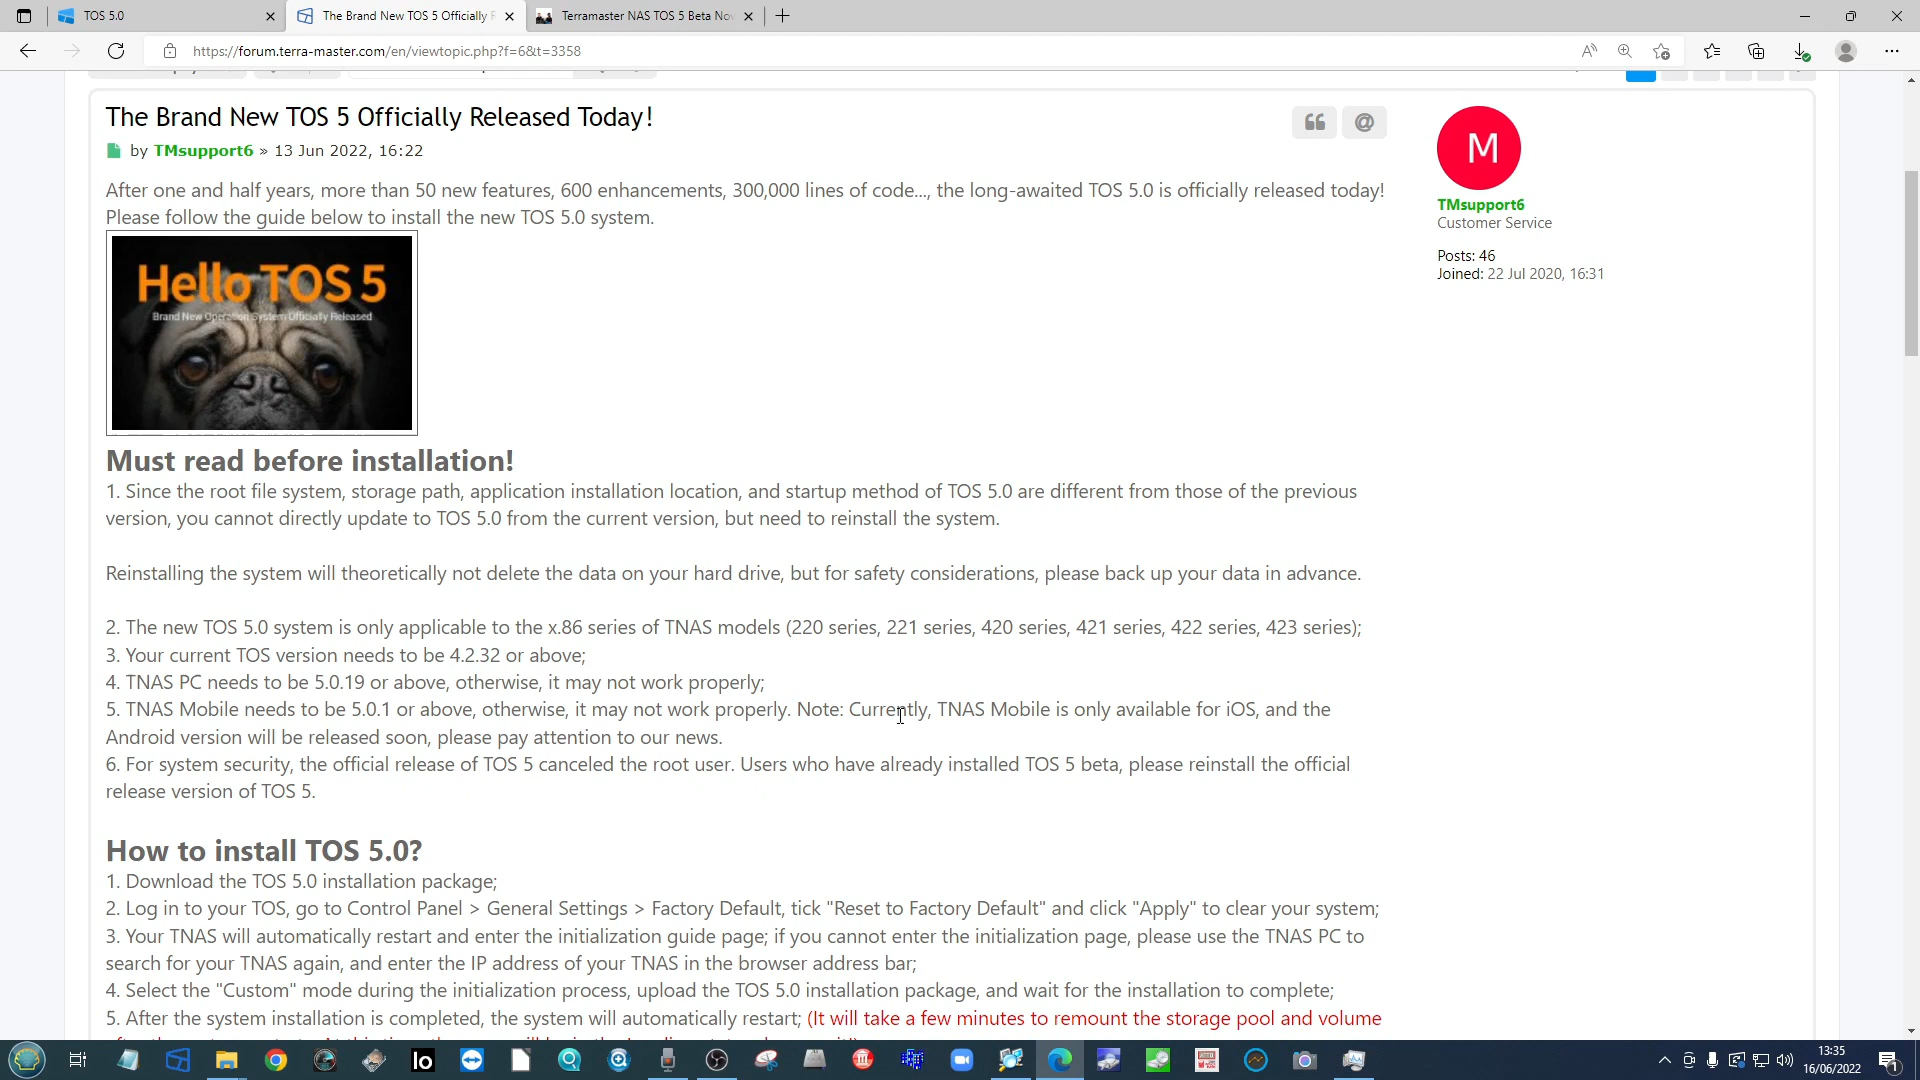 TOS 5.0
The Brand New TOS 5 Officially R
Terramaster NAS TOS 5 Beta No
https://forum.terra-master.com/en/viewtopic.php?f=6&t=3358
The Brand New TOS 5 Officially Released Today!
by TMsupport6 » 13 Jun 2022, 16:22
After one and half years, more than 50 new features, 600 enhancements, 300,000 lines of code..., the long-awaited TOS 5.0 is officially released today!
Please follow the guide below to install the new TOS 5.0 system.
M
TMsupport6
Customer Service
Posts: 46
Joined: 22 Jul 2020, 16:31
Hello TOS 5
Brand New Operation System Officially Released
Must read before installation!
1. Since the root file system, storage path, application installation location, and startup method of TOS 5.0 are different from those of the previous
version, you cannot directly update to TOS 5.0 from the current version, but need to reinstall the system.
Reinstalling the system will theoretically not delete the data on your hard drive, but for safety considerations, please back up your data in advance.
2. The new TOS 5.0 system is only applicable to the x.86 series of TNAS models (220 series, 221 series, 420 series, 421 series, 422 series, 423 series);
3. Your current TOS version needs to be 4.2.32 or above;
4. TNAS PC needs to be 5.0.19 or above, otherwise, it may not work properly;
5. TNAS Mobile needs to be 5.0.1 or above, otherwise, it may not work properly. Note: Currently, TNAS Mobile is only available for iOS, and the
Android version will be released soon, please pay attention to our news.
6. For system security, the official release of TOS 5 canceled the root user. Users who have already installed TOS 5 beta, please reinstall the official
release version of TOS 5.
How to install TOS 5.0?
1. Download the TOS 5.0 installation package;
2. Log in to your TOS, go to Control Panel > General Settings > Factory Default, tick "Reset to Factory Default" and click "Apply" to clear your system;
3. Your TNAS will automatically restart and enter the initialization guide page; if you cannot enter the initialization page, please use the TNAS PC to
search for your TNAS again, and enter the IP address of your TNAS in the browser address bar;
4. Select the "Custom" mode during the initialization process, upload the TOS 5.0 installation package, and wait for the installation to complete;
5. After the system installation is completed, the system will automatically restart; (It will take a few minutes to remount the storage pool and volume
13:35
16/06/2022